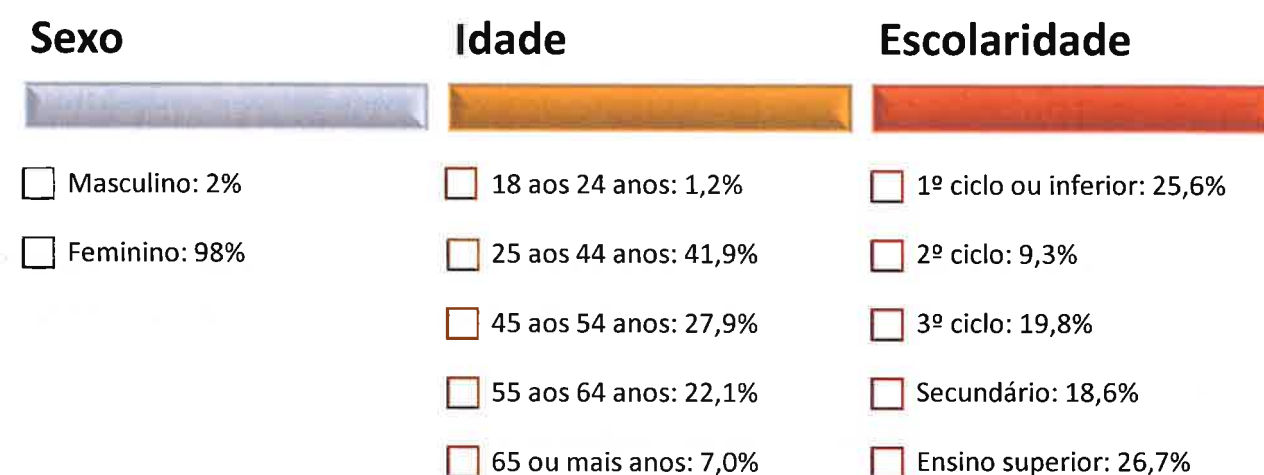 Sexo
Masculino: 2%
Feminino: 98%
Idade
18 aos 24 anos: 1,2%
25 aos 44 anos: 41,9%
45 aos 54 anos: 27,9%
55 aos 64 anos: 22,1%
65 ou mais anos: 7,0%
Escolaridade
1º ciclo ou inferior: 25,6%
2º ciclo: 9,3%
3º ciclo: 19,8%
Secundário: 18,6%
Ensino superior: 26,7%